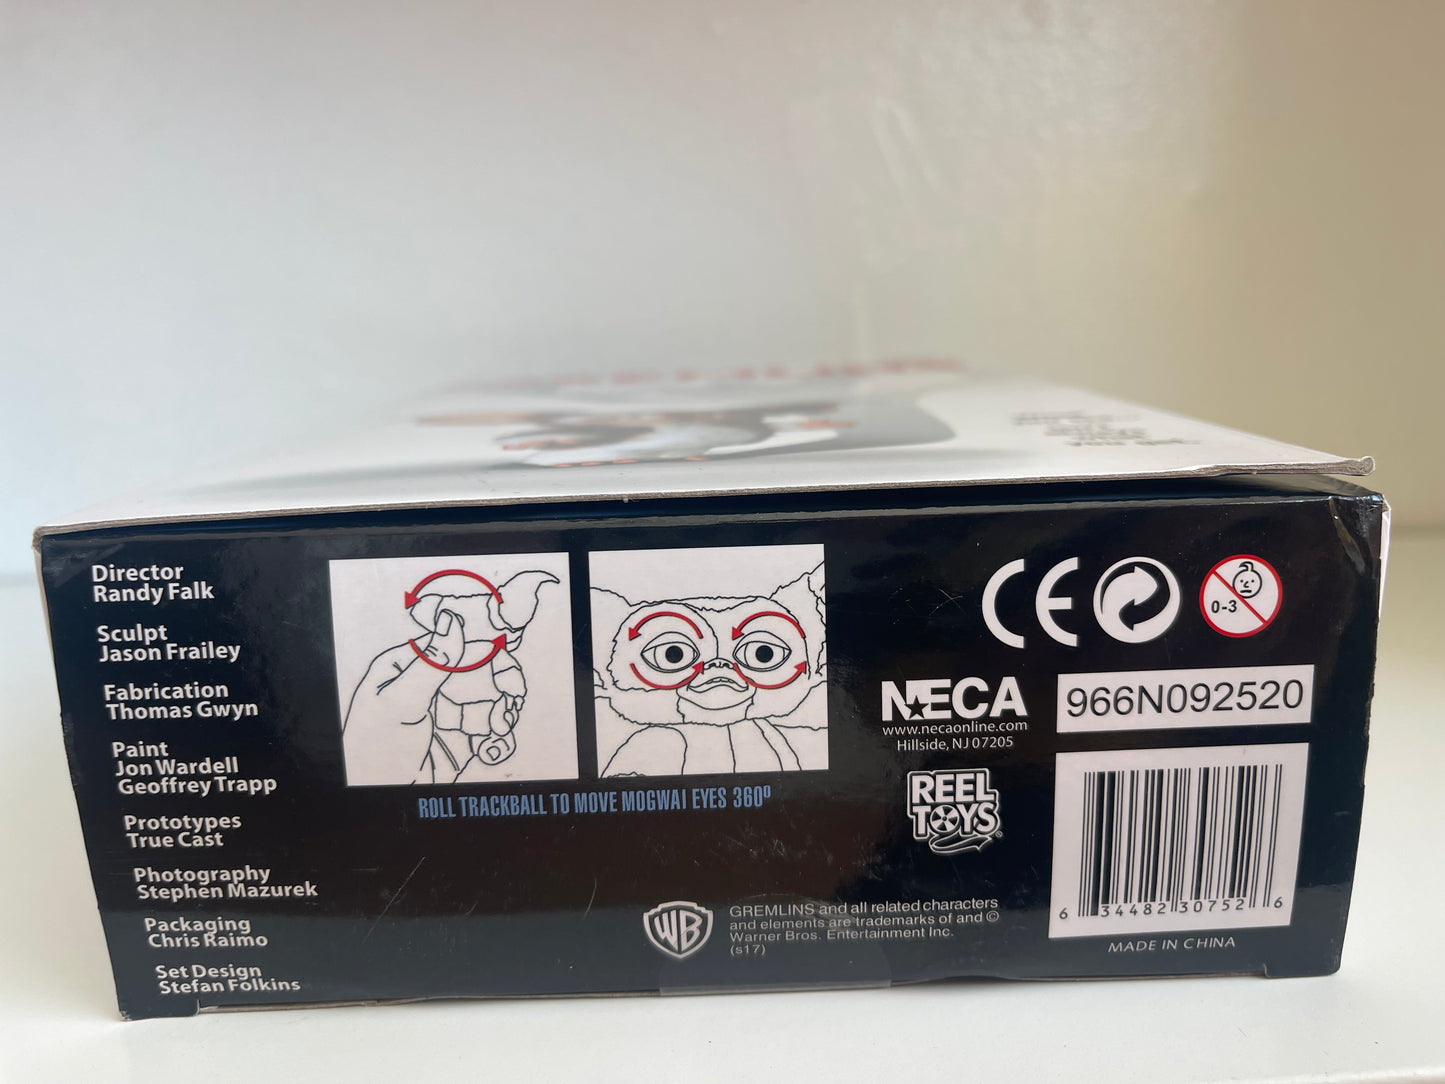 Director
Randy Falk
Sculpt
Jason Frailey
Fabrication
Thomas Gwyn
Paint
Jon Wardell
Geoffrey Trapp
Prototypes
True Cast
Photography
Stephen Mazurek
Packaging
Chris Raimo
Set Design
Stefan Folkins
ROLL TRACKBALL TO MOVE MOGWAI EYES 360º
CE
0-3
NECA
www.necaonline.com
Hillside, NJ 07205
966N092520
REEL
TOYS
WB
GREMLINS and all related characters
and elements are trademarks of and ©
Warner Bros. Entertainment Inc.
(s17)
6 34482 30752 6
MADE IN CHINA